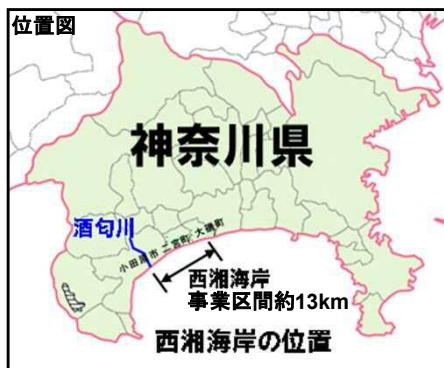 位置図
神奈川県
酒匂川
小田原市 二宮町 大磯町
西湘海岸
事業区間約13km
西湘海岸の位置